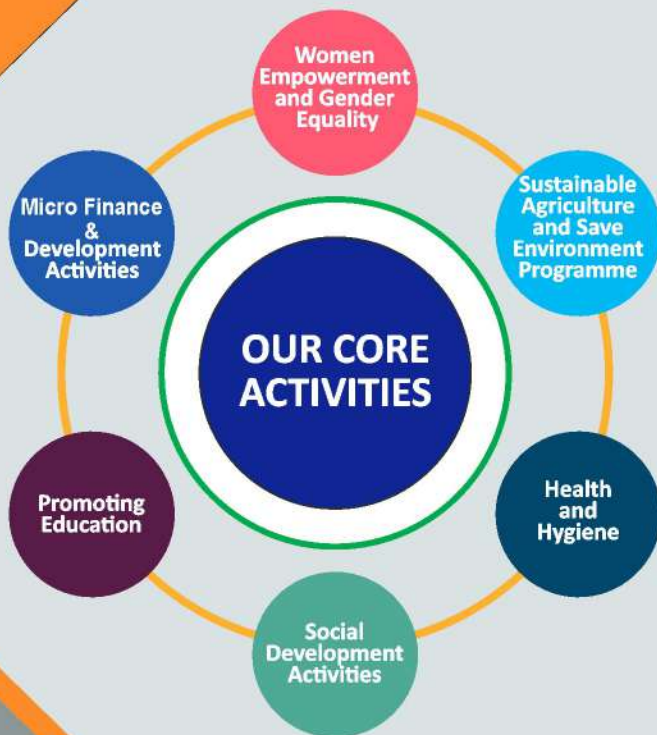 Women
Empowerment
and Gender
Equality
Sustainable
Agriculture
and Save
Environment
Programme
Health
and
Hygiene
Social
Development
Activities
Promoting
Education
Micro Finance
&
Development
Activities
OUR CORE
ACTIVITIES